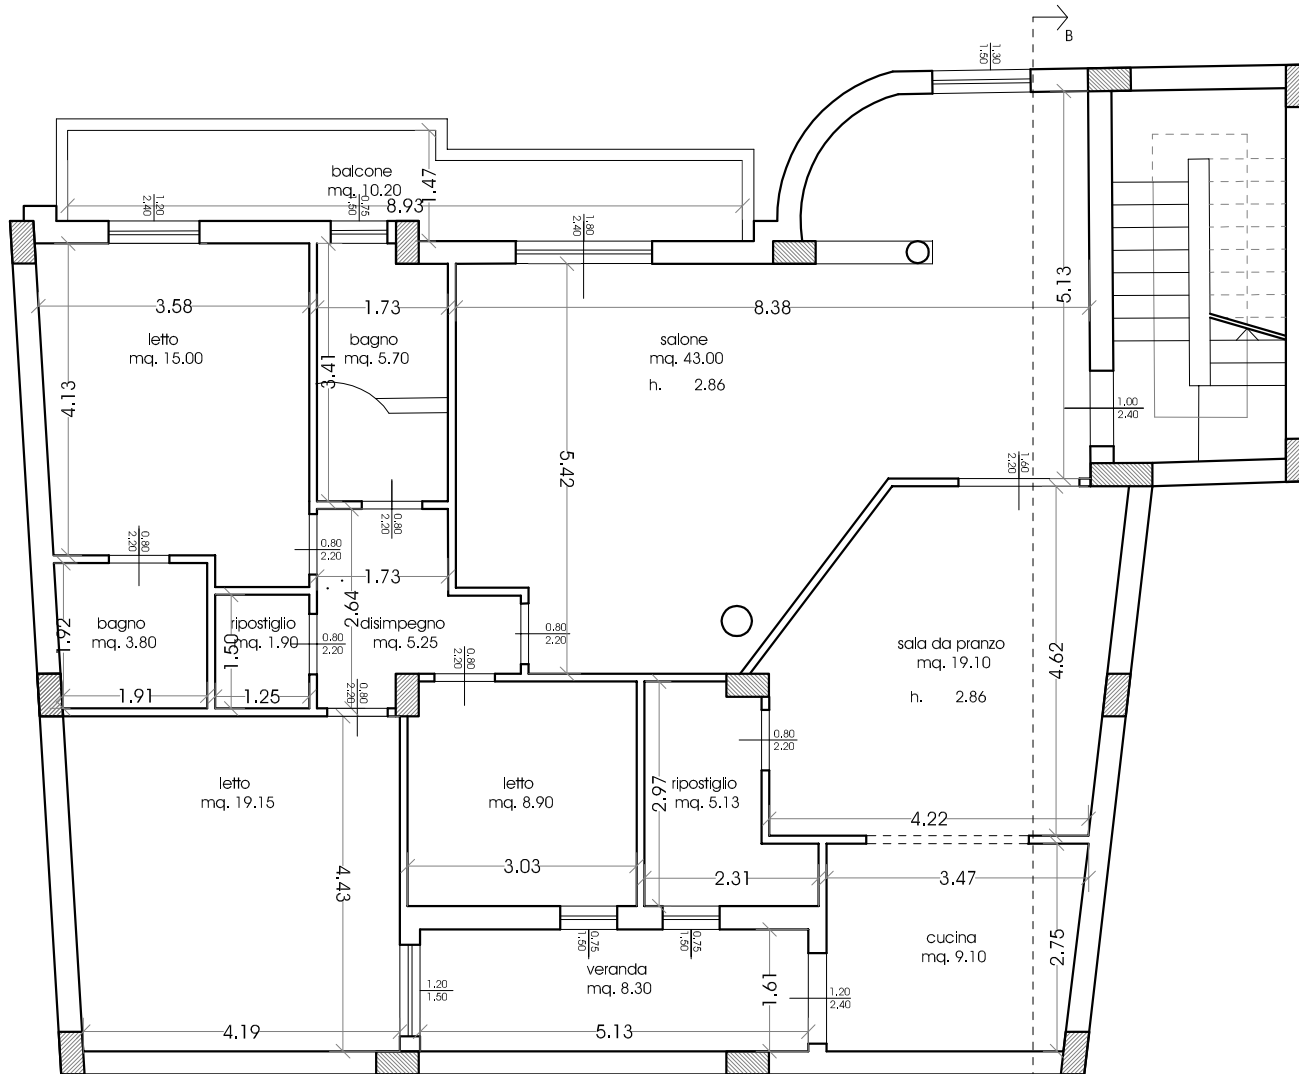 B
1.30
1.50
balcone
mq. 10.20
1.47
8.93
1.20
2.40
0.75
1.50
1.80
2.40
3.58
1.73
8.38
5.13
letto
mq. 15.00
bagno
mq. 5.70
salone
mq. 43.00
h. 2.86
3.41
4.13
5.42
1.00
2.40
1.60
2.20
0.80
2.20
0.80
2.20
0.80
2.20
1.73
2.64
bagno
mq. 3.80
1.92
ripostiglio
mq. 1.90
1.50
0.80
2.20
disimpegno
mq. 5.25
0.80
2.20
sala da pranzo
mq. 19.10
h. 2.86
4.62
1.91
1.25
0.80
2.20
0.80
2.20
0.80
2.20
letto
mq. 19.15
letto
mq. 8.90
ripostiglio
mq. 5.13
2.97
4.22
4.43
3.03
2.31
3.47
0.75
1.50
0.75
1.50
cucina
mq. 9.10
2.75
veranda
mq. 8.30
1.61
1.20
1.50
1.20
2.40
4.19
5.13